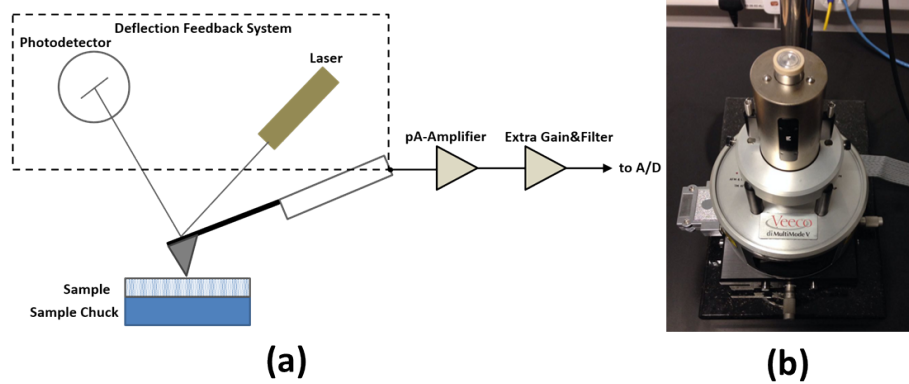 Deflection Feedback System
Photodetector
Laser
pA-Amplifier
Extra Gain&Filter
to A/D
Sample
Sample Chuck
Veeco
di MultiMode V
(a)
(b)